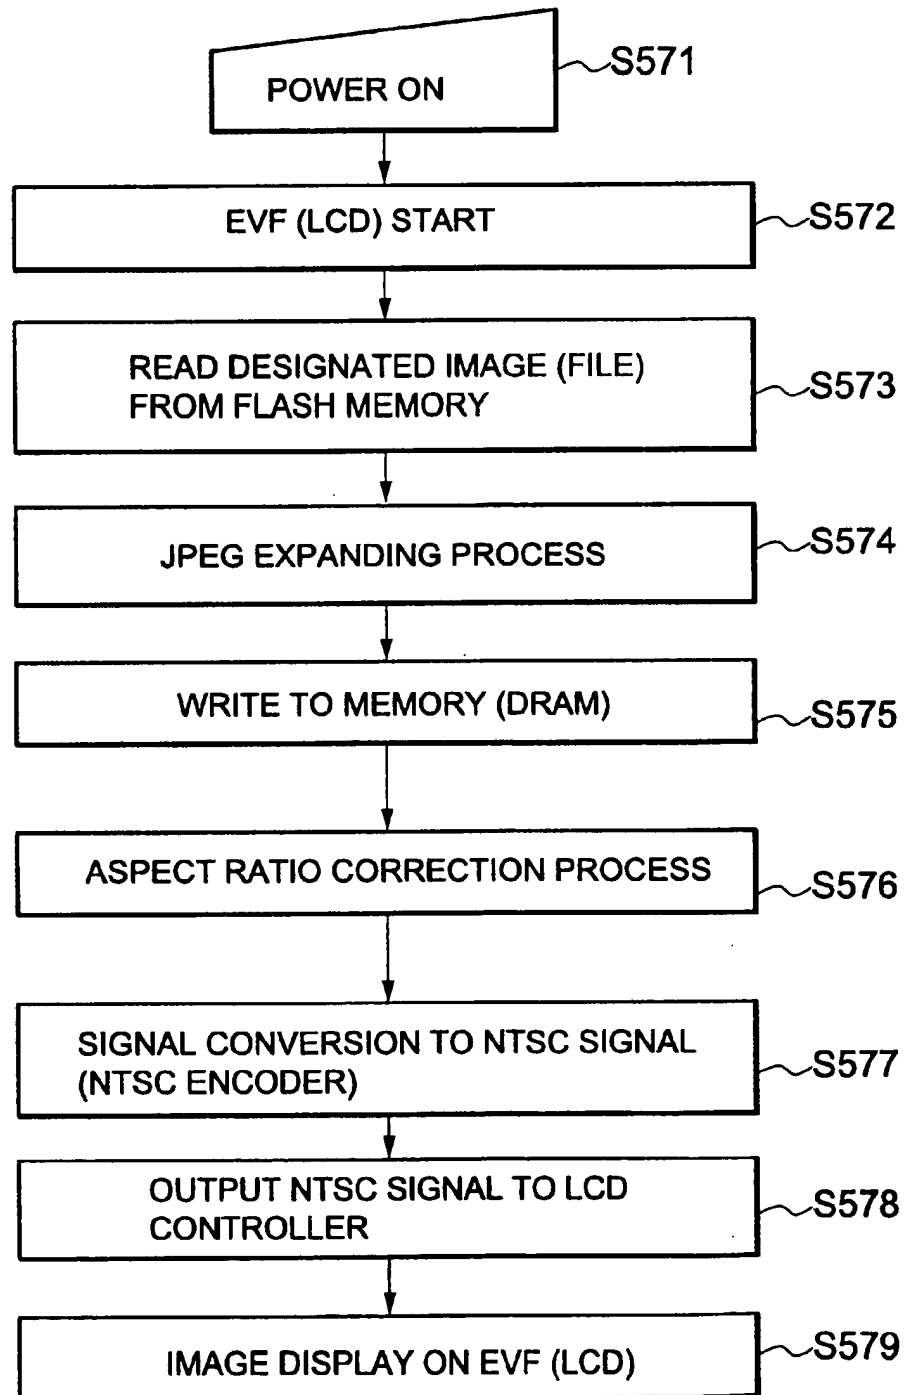 POWER ON
S571
EVF (LCD) START
S572
READ DESIGNATED IMAGE (FILE)
FROM FLASH MEMORY
S573
JPEG EXPANDING PROCESS
S574
WRITE TO MEMORY (DRAM)
S575
ASPECT RATIO CORRECTION PROCESS
S576
SIGNAL CONVERSION TO NTSC SIGNAL
(NTSC ENCODER)
S577
OUTPUT NTSC SIGNAL TO LCD
CONTROLLER
S578
IMAGE DISPLAY ON EVF (LCD)
S579